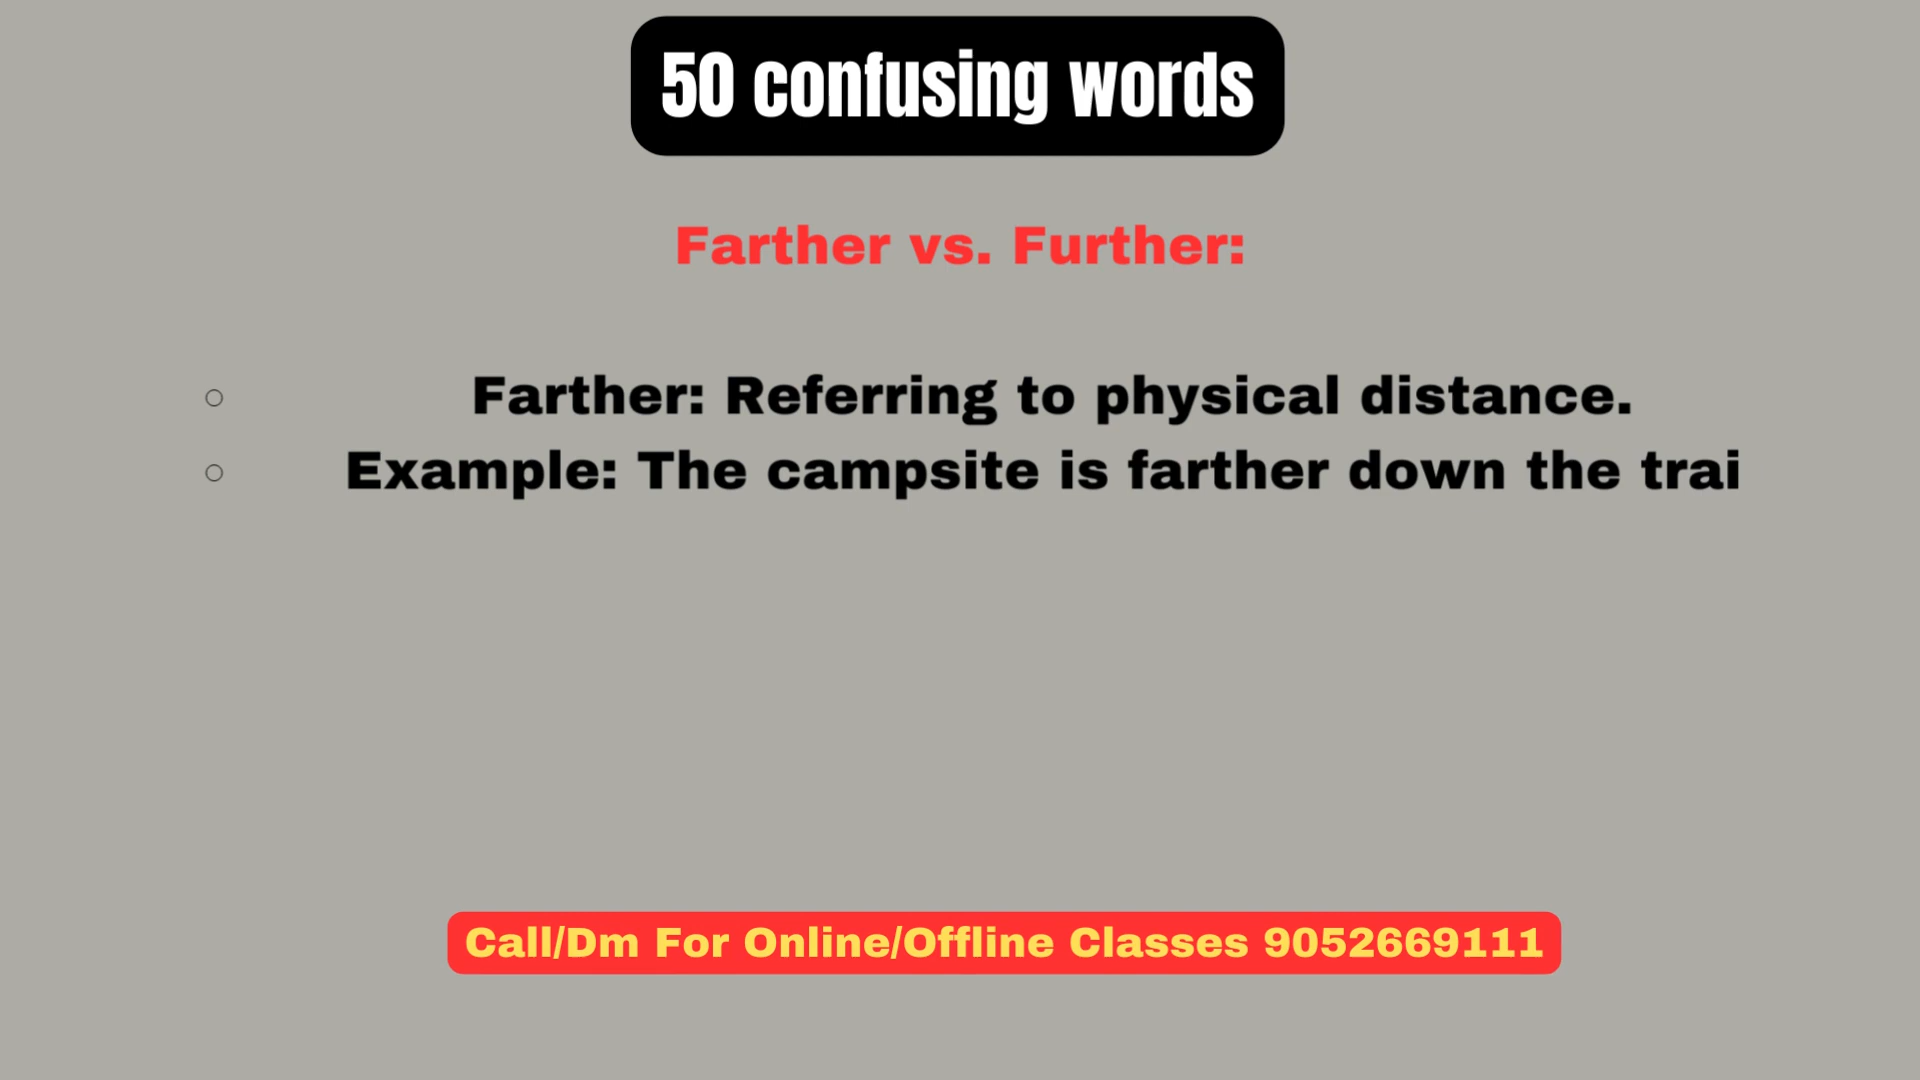 50 confusing words
Farther vs. Further:
Farther: Referring to physical distance.
Example: The campsite is farther down the trai
Call/Dm For Online/Offline Classes 9052669111